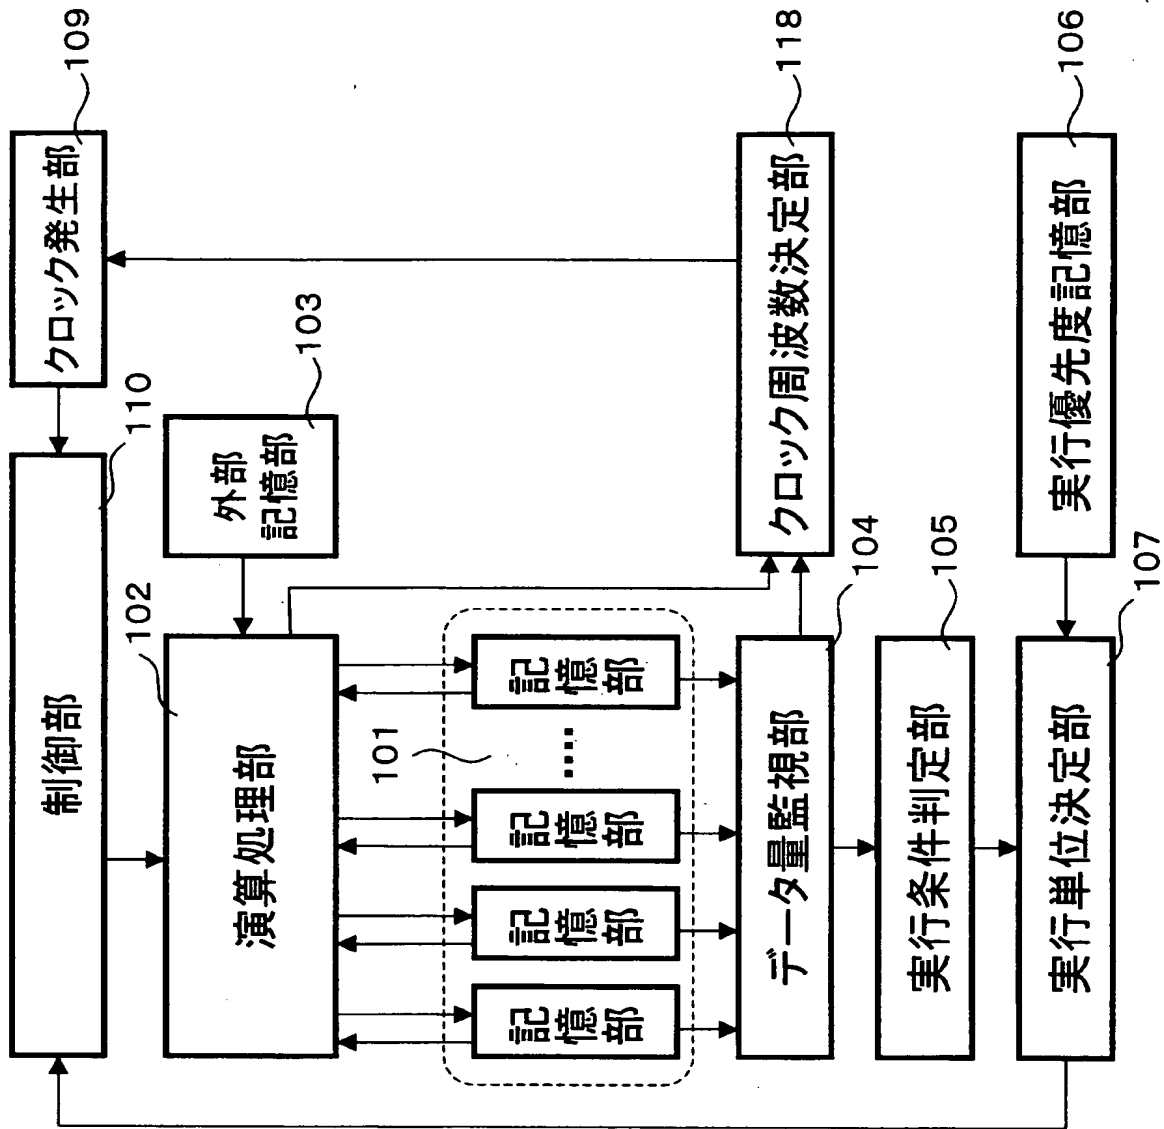 制御部
110
クロック発生部
109
演算処理部
102
外部
記憶部
103
101
記憶部
記憶部
記憶部
記憶部
データ量監視部
104
クロック周波数決定部
118
実行条件判定部
105
実行単位決定部
107
実行優先度記憶部
106